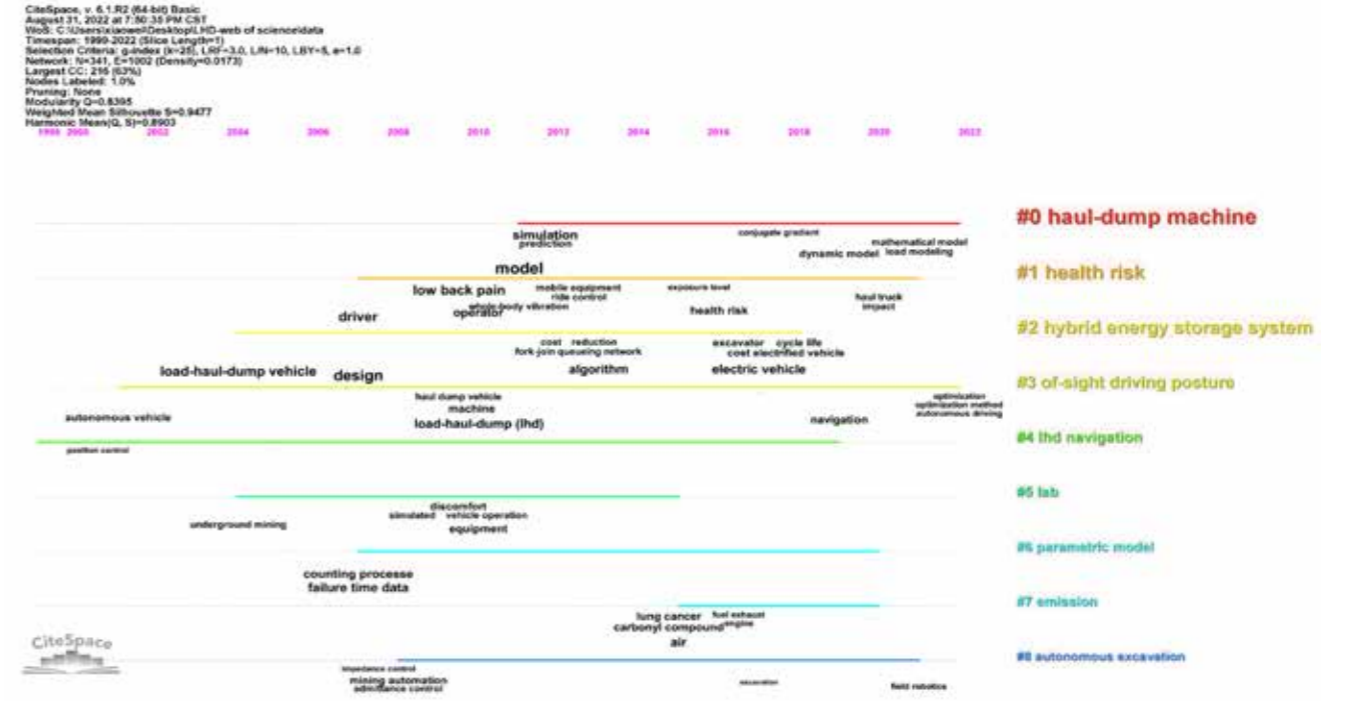 CiteSpace, v. 6.1.R2 (64-bit) Basic
August 31, 2022 at 7:50:35 PM CST
WoS: C:\Users\xiaowei\Desktop\LHD-web of science\data
Timespan: 1999-2022 (Slice Length=1)
Selection Criteria: g-index (k=25), LRF=3.0, L/N=10, LBY=5, e=1.0
Network: N=341, E=1002 (Density=0.0173)
Largest CC: 216 (63%)
Nodes Labeled: 1.0%
Pruning: None
Modularity Q=0.8395
Weighted Mean Silhouette S=0.9477
Harmonic Mean(Q, S)=0.8903
2000 2002 2004 2006 2008 2010 2012 2014 2016 2018 2020 2022
#0 haul-dump machine
simulation
prediction
conjugate gradient
mathematical model
dynamic model load modeling
model
#1 health risk
low back pain
mobile equipment
ride control
exposure level
haul truck
impact
whole-body vibration
operator
health risk
driver
#2 hybrid energy storage system
cost reduction
fork-join queueing network
excavator cycle life
cost electrified vehicle
load-haul-dump vehicle
design
algorithm
electric vehicle
#3 of-sight driving posture
haul dump vehicle
machine
load-haul-dump (lhd)
optimization
optimization method
autonomous driving
autonomous vehicle
navigation
#4 lhd navigation
position control
#5 lab
discomfort
simulated vehicle operation
underground mining
equipment
#6 parametric model
counting processe
failure time data
#7 emission
lung cancer fuel exhaust
carbonyl compound engine
air
CiteSpace
#8 autonomous excavation
impedance control
mining automation
admittance control
excavation
field robotics